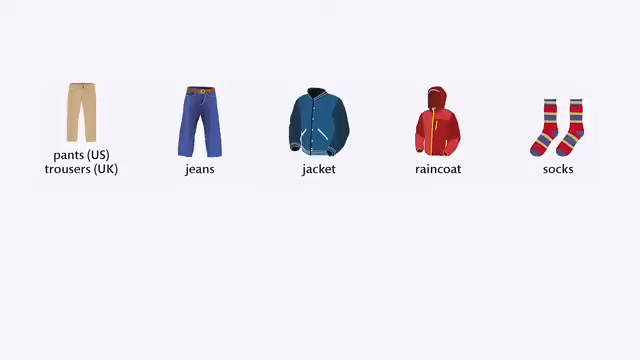 pants (US)
trousers (UK)
jeans
jacket
raincoat
socks